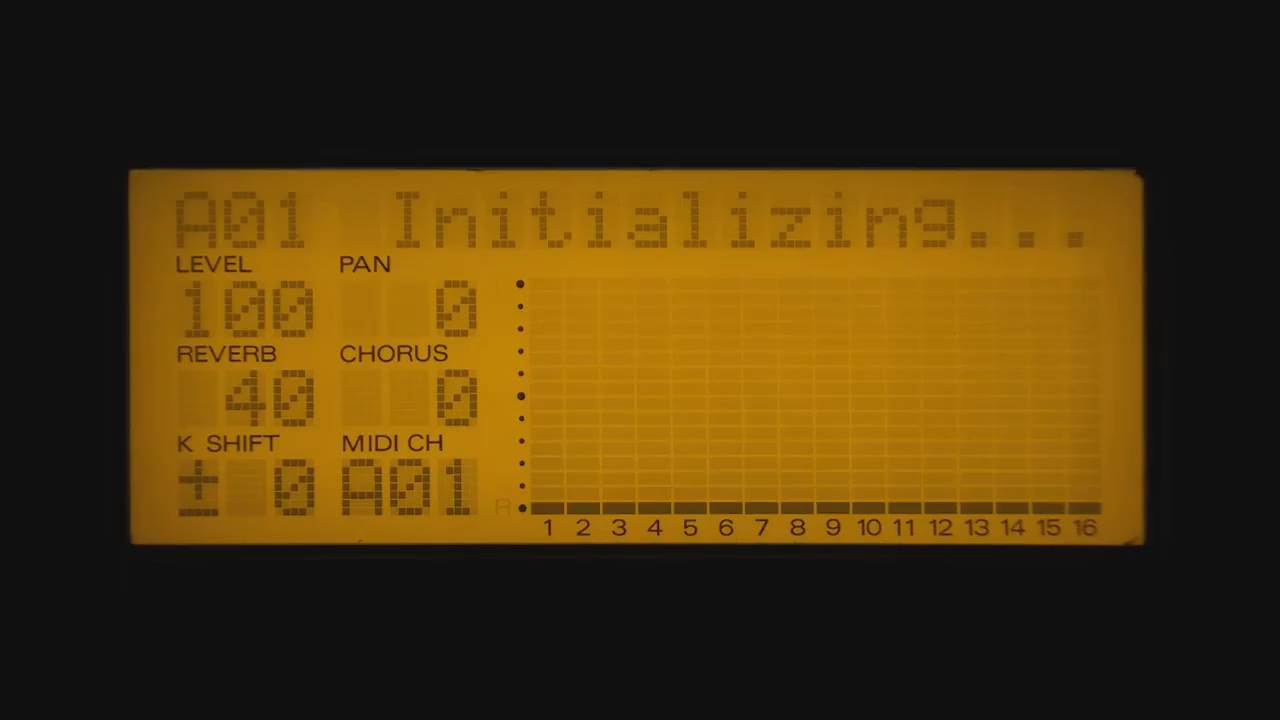 A01 Initializing...
LEVEL PAN
100 0
REVERB CHORUS
40 0
K SHIFT MIDI CH
± 0 A01
R
1 2 3 4 5 6 7 8 9 10 11 12 13 14 15 16